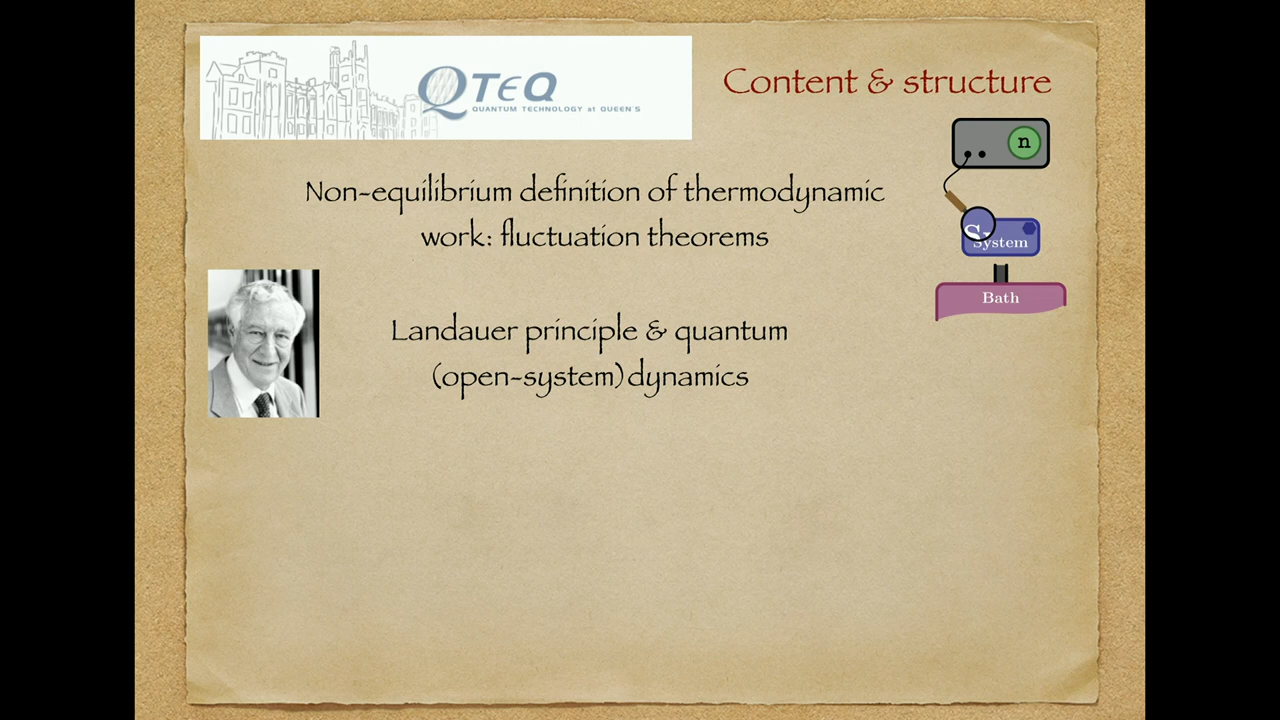 QTEQ
QUANTUM TECHNOLOGY at QUEEN'S
Content & structure
n
Non-equilibrium definition of thermodynamic
work: fluctuation theorems
S
System
Bath
Landauer principle & quantum
(open-system) dynamics